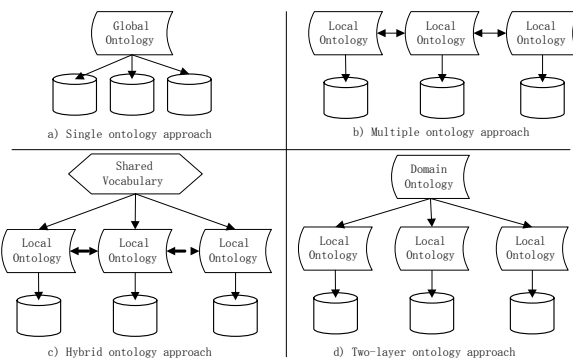 Global
Ontology
a) Single ontology approach
Local
Ontology
Local
Ontology
Local
Ontology
b) Multiple ontology approach
Shared
Vocabulary
Local
Ontology
Local
Ontology
Local
Ontology
c) Hybrid ontology approach
Domain
Ontology
Local
Ontology
Local
Ontology
Local
Ontology
d) Two-layer ontology approach